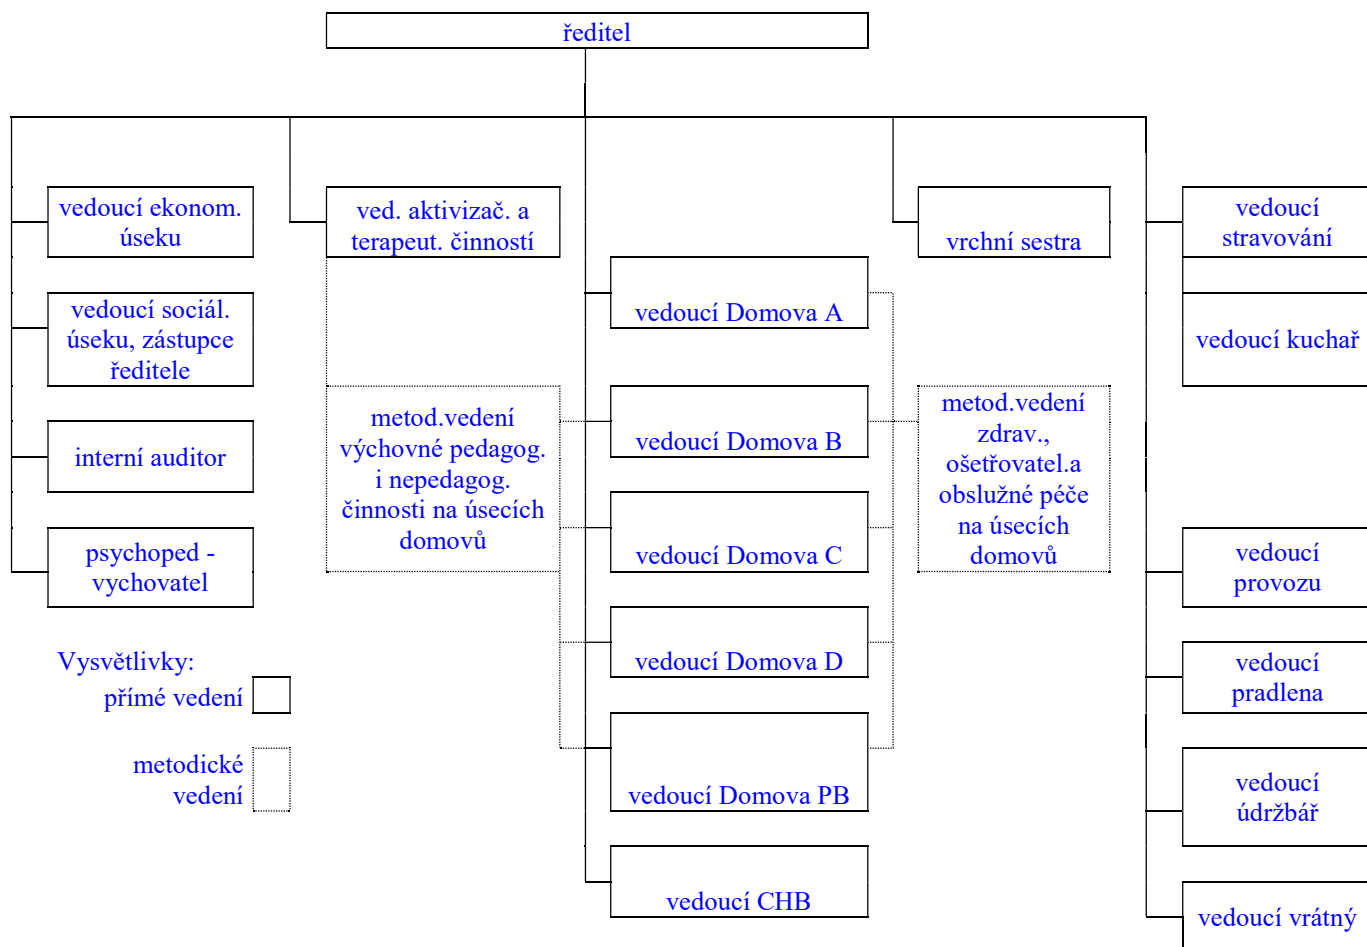 ředitel
vedoucí ekonom.
úseku
ved. aktivizač. a
terapeut. činností
vrchní sestra
vedoucí
stravování
vedoucí Domova A
vedoucí sociál.
úseku, zástupce
ředitele
vedoucí kuchař
metod.vedení
výchovné pedagog.
i nepedagog.
činnosti na úsecích
domovů
vedoucí Domova B
metod.vedení
zdrav.,
ošetřovatel.a
obslužné péče
na úsecích
domovů
interní auditor
vedoucí Domova C
psychoped -
vychovatel
vedoucí
provozu
vedoucí Domova D
vedoucí
pradlena
Vysvětlivky:
přímé vedení
metodické
vedení
vedoucí Domova PB
vedoucí
údržbář
vedoucí CHB
vedoucí vrátný